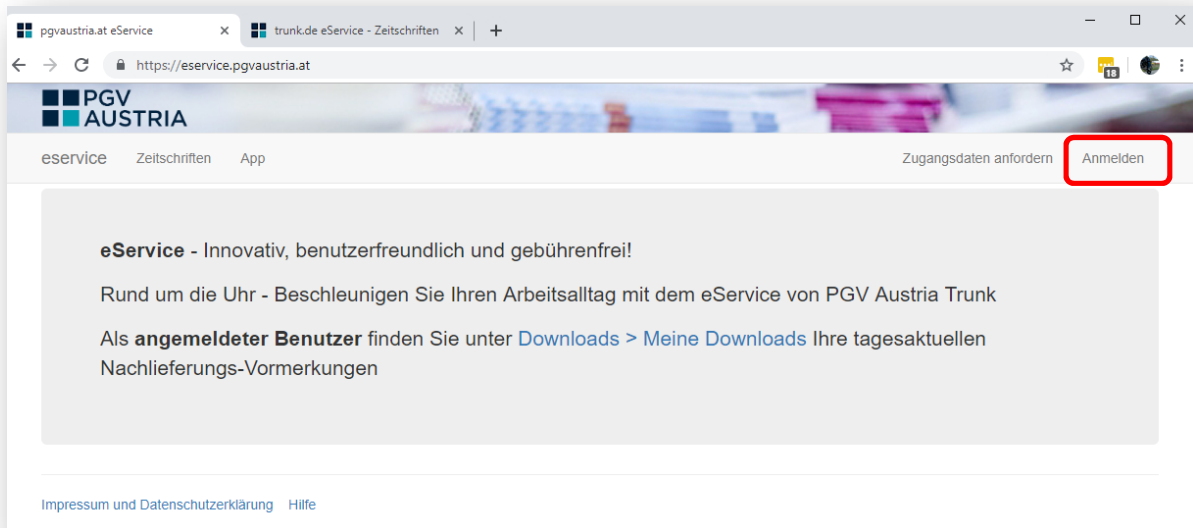 pgvaustria.at eService
trunk.de eService - Zeitschriften
https://eservice.pgvaustria.at
18
PGV
AUSTRIA
eservice Zeitschriften App Zugangsdaten anfordern Anmelden
eService - Innovativ, benutzerfreundlich und gebührenfrei!
Rund um die Uhr - Beschleunigen Sie Ihren Arbeitsalltag mit dem eService von PGV Austria Trunk
Als angemeldeter Benutzer finden Sie unter Downloads > Meine Downloads Ihre tagesaktuellen
Nachlieferungs-Vormerkungen
Impressum und Datenschutzerklärung Hilfe